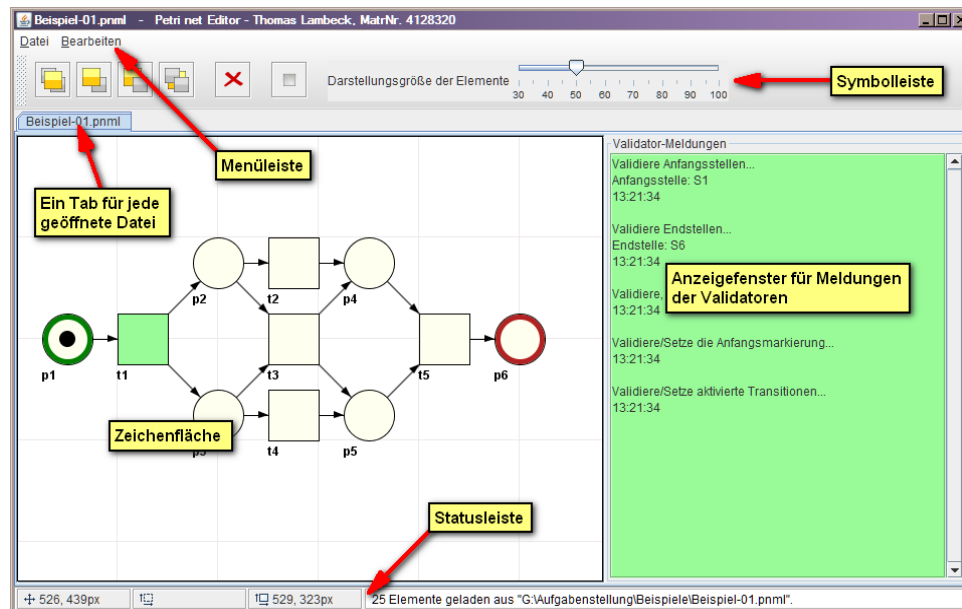 Beispiel-01.pnml - Petri net Editor - Thomas Lambeck, MatrNr. 4128320
Datei Bearbeiten
Darstellungsgröße der Elemente
30 40 50 60 70 80 90 100
Symbolleiste
Beispiel-01.pnml
Menüleiste
Ein Tab für jede
geöffnete Datei
p2
t2
p4
p1
t1
t3
t5
p6
Zeichenfläche
p3
t4
p5
Statusleiste
Validator-Meldungen
Validiere Anfangsstellen...
Anfangsstelle: S1
13:21:34
Validiere Endstellen...
Endstelle: S6
13:21:34
Anzeigefenster für Meldungen
der Validatoren
Validiere,
13:21:34
Validiere/Setze die Anfangsmarkierung...
13:21:34
Validiere/Setze aktivierte Transitionen...
13:21:34
526, 439px
529, 323px
25 Elemente geladen aus "G:\Aufgabenstellung\Beispiele\Beispiel-01.pnml".